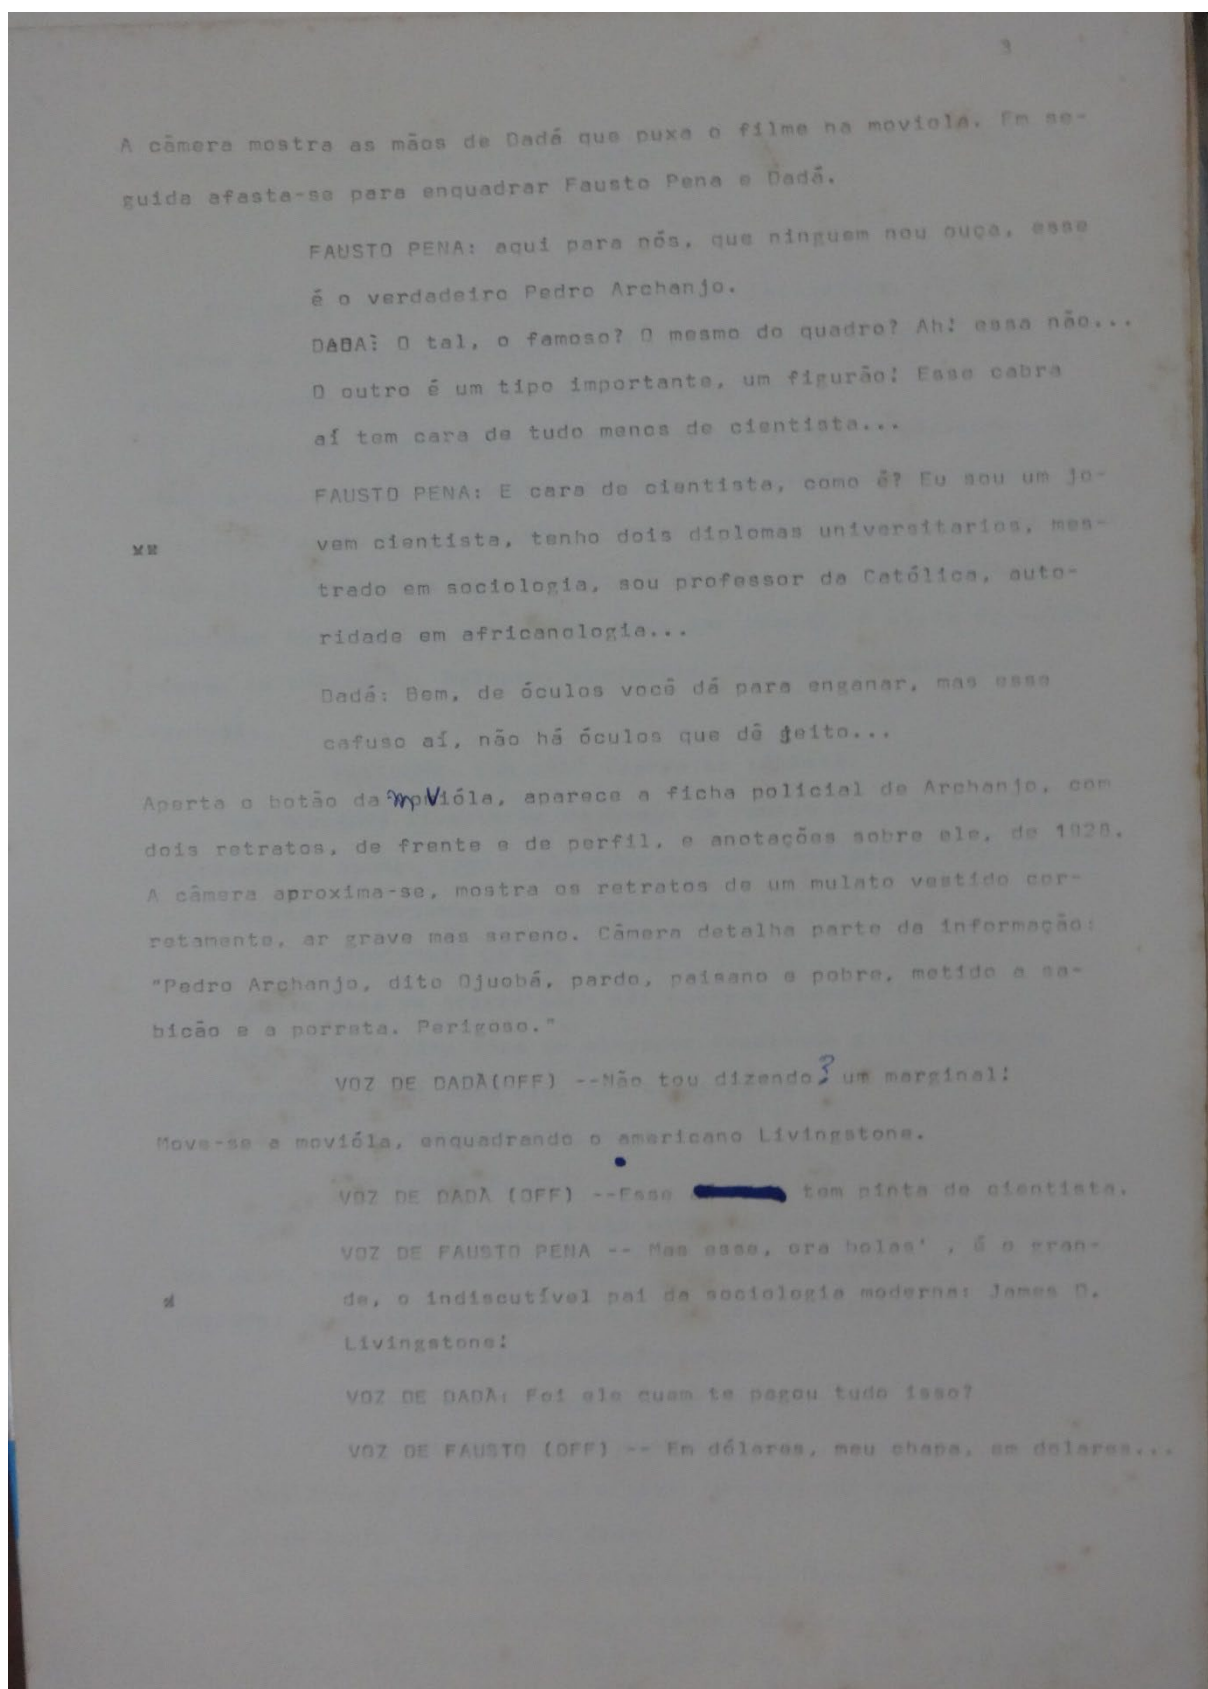 3
A câmera mostra as mãos de Dadá que puxa o filme na moviola. Em se-
guida afasta-se para enquadrar Fausto Pena e Dadá.
FAUSTO PENA: aqui para nós, que ninguem nou ouça, esse
é o verdadeiro Pedro Archanjo.
DADA: O tal, o famoso? O mesmo do quadro? Ah! essa não...
O outro é um tipo importante, um figurão! Esse cabra
aí tem cara de tudo menos de cientista...
FAUSTO PENA: E cara de cientista, como é? Eu sou um jo-
vem cientista, tenho dois diplomas universitarios, mes-
trado em sociologia, sou professor da Católica, auto-
ridade em africanologia...
Dadá: Bem, de óculos você dá para enganar, mas esse
cafuso aí, não há óculos que dê jeito...
Aperta o botão da movióla, aparece a ficha policial de Archanjo, com
dois retratos, de frente e de perfil, e anotações sobre ele, de 1928.
A câmera aproxima-se, mostra os retratos de um mulato vestido cor-
retamente, ar grave mas sereno. Câmera detalha parte da informação:
"Pedro Archanjo, dito Ojuobá, pardo, paisano e pobre, metido a sa-
bicão e a porreta. Perigoso."
VOZ DE DADÀ(OFF) --Não tou dizendo? um marginal!
Move-se a movióla, enquadrando o americano Livingstone.
VOZ DE DADÀ (OFF) --Esse tem pinta de cientista.
VOZ DE FAUSTO PENA -- Mas esse, ora bolas' , é o gran-
de, o indiscutível pai da sociologia moderna: James D.
Livingstone!
VOZ DE DADÀ: Foi ele quem te pagou tudo isso?
VOZ DE FAUSTO (OFF) -- Em dólares, meu chapa, em dolares...